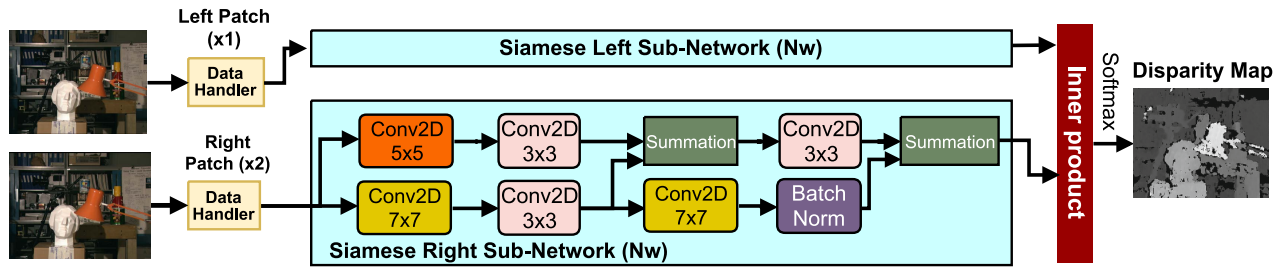 Left Patch
(x1)
Data
Handler
Siamese Left Sub-Network (Nw)
Right
Patch (x2)
Data
Handler
Conv2D
5x5
Conv2D
3x3
Summation
Conv2D
3x3
Summation
Conv2D
7x7
Conv2D
3x3
Conv2D
7x7
Batch
Norm
Siamese Right Sub-Network (Nw)
Inner product
Softmax
Disparity Map